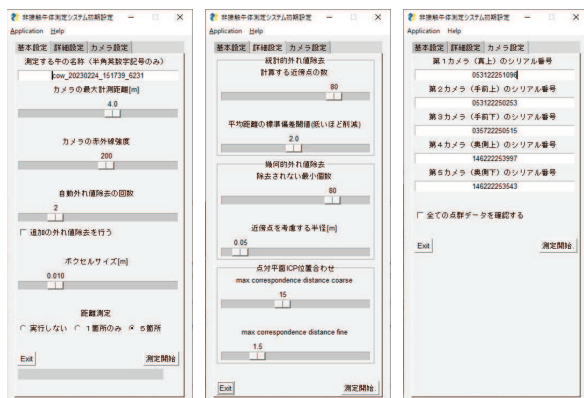 非接触牛体測定システム初期設定
Application Help
基本設定 詳細設定 カメラ設定
測定する牛の名称（半角英数字記号のみ）
cow_20230224_151739_6231
カメラの最大計測距離[m]
4.0
カメラの赤外線強度
200
自動外れ値除去の回数
2
追加の外れ値除去を行う
ボクセルサイズ[m]
0.010
距離測定
実行しない 1箇所のみ 5箇所
Exit 測定開始
非接触牛体測定システム初期設定
Application Help
基本設定 詳細設定 カメラ設定
統計的外れ値除去
計算する近傍点の数
80
平均距離の標準偏差閾値(低いほど削減)
2.0
幾何的外れ値除去
除去されない最小個数
80
近傍点を考慮する半径[m]
0.05
点対平面ICP位置合わせ
max correspondence distance coarse
15
max correspondence distance fine
1.5
Exit 測定開始
非接触牛体測定システム初期設定
Application Help
基本設定 詳細設定 カメラ設定
第１カメラ（真上）のシリアル番号
053122251096
第２カメラ（手前上）のシリアル番号
053122250253
第３カメラ（手前下）のシリアル番号
035722250515
第４カメラ（奥側上）のシリアル番号
146222253997
第５カメラ（奥側下）のシリアル番号
146222253543
全ての点群データを確認する
Exit 測定開始